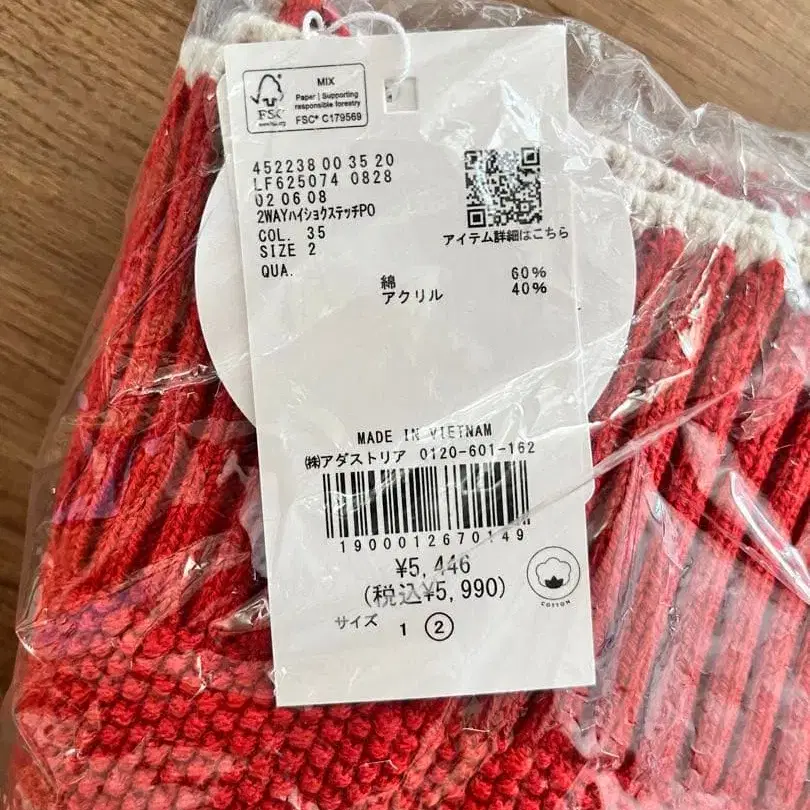 MIX
Paper | Supporting
responsible forestry
FSC® C179569
FSC
www.fsc.org
452238 00 35 20
LF625074 0828
02 06 08
2WAYハイショクステッチPO
COL. 35
SIZE 2
QUA.
アイテム詳細はこちら
綿 60%
アクリル 40%
MADE IN VIETNAM
㈱アダストリア 0120-601-162
1900012670149
¥5,446
(税込¥5,990)
COTTON
サイズ 1 ②